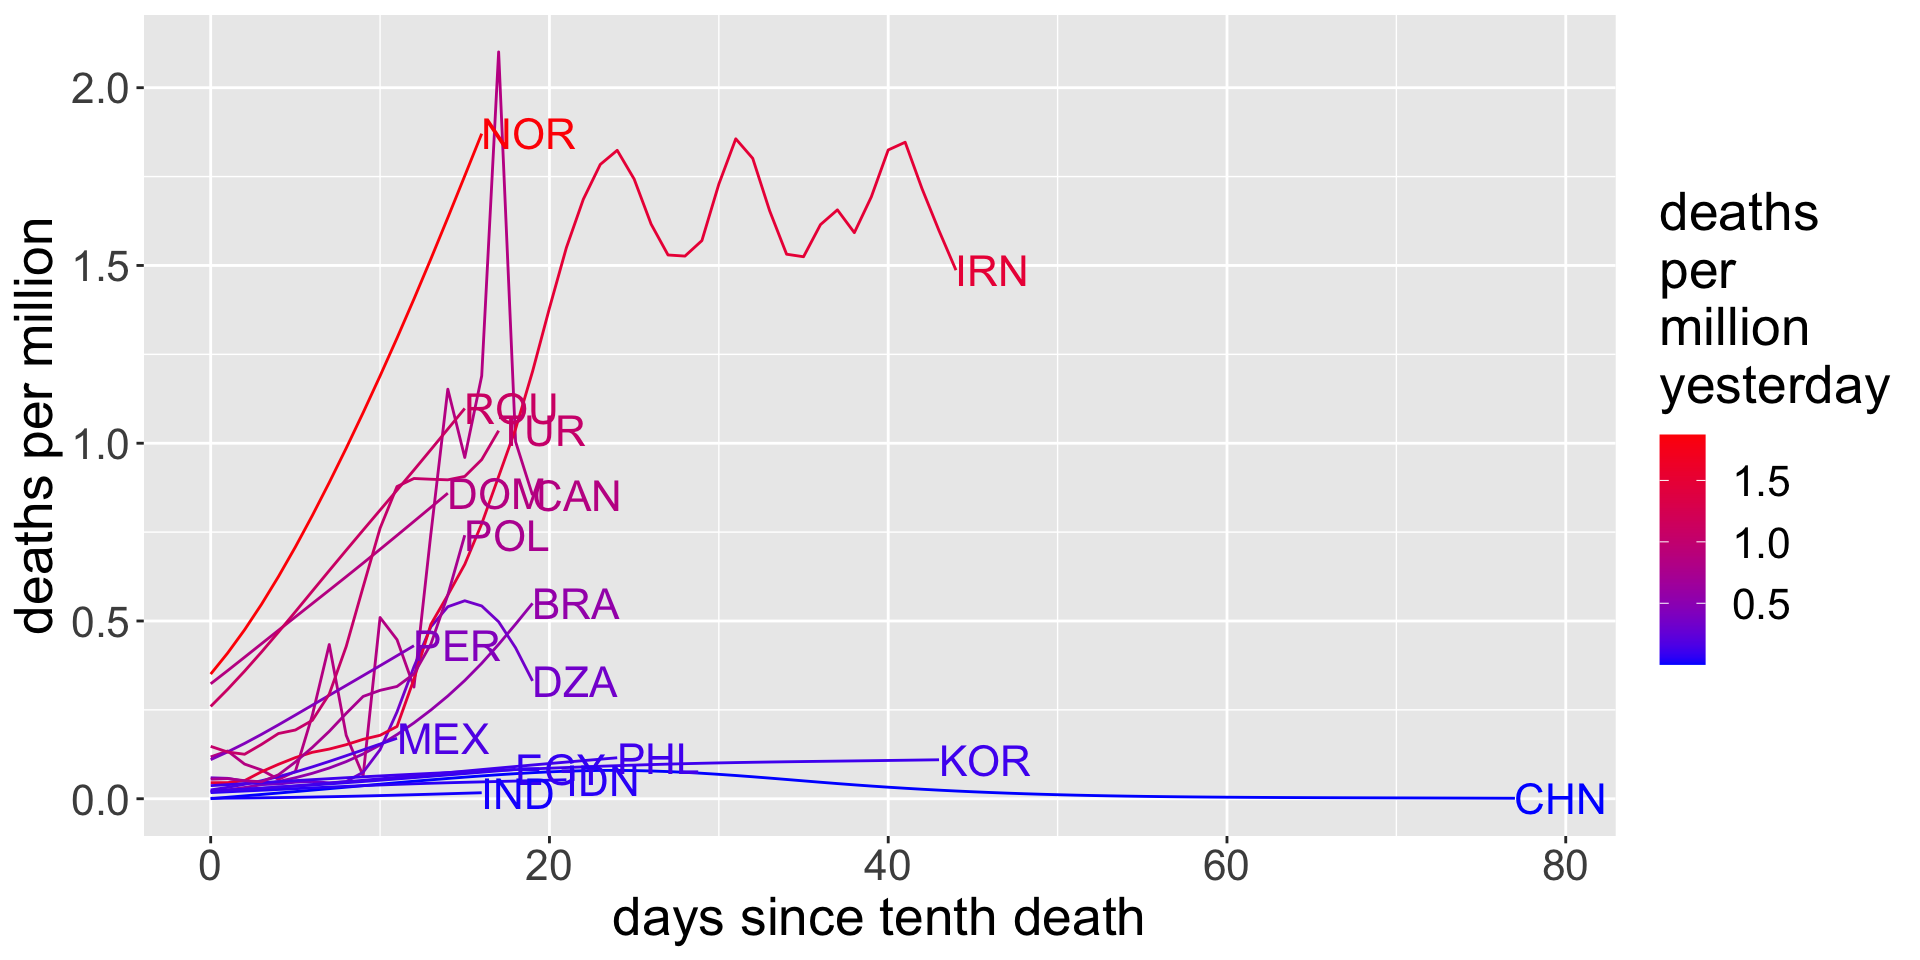 deaths per million
2.0
1.5
1.0
0.5
0.0
NOR
IRN
ROU
TUR
DOM
CAN
POL
BRA
PER
DZA
MEX
EGY
PHL
KOR
IDN
IND
CHN
0
20
40
60
80
days since tenth death
deaths
per
million
yesterday
1.5
1.0
0.5